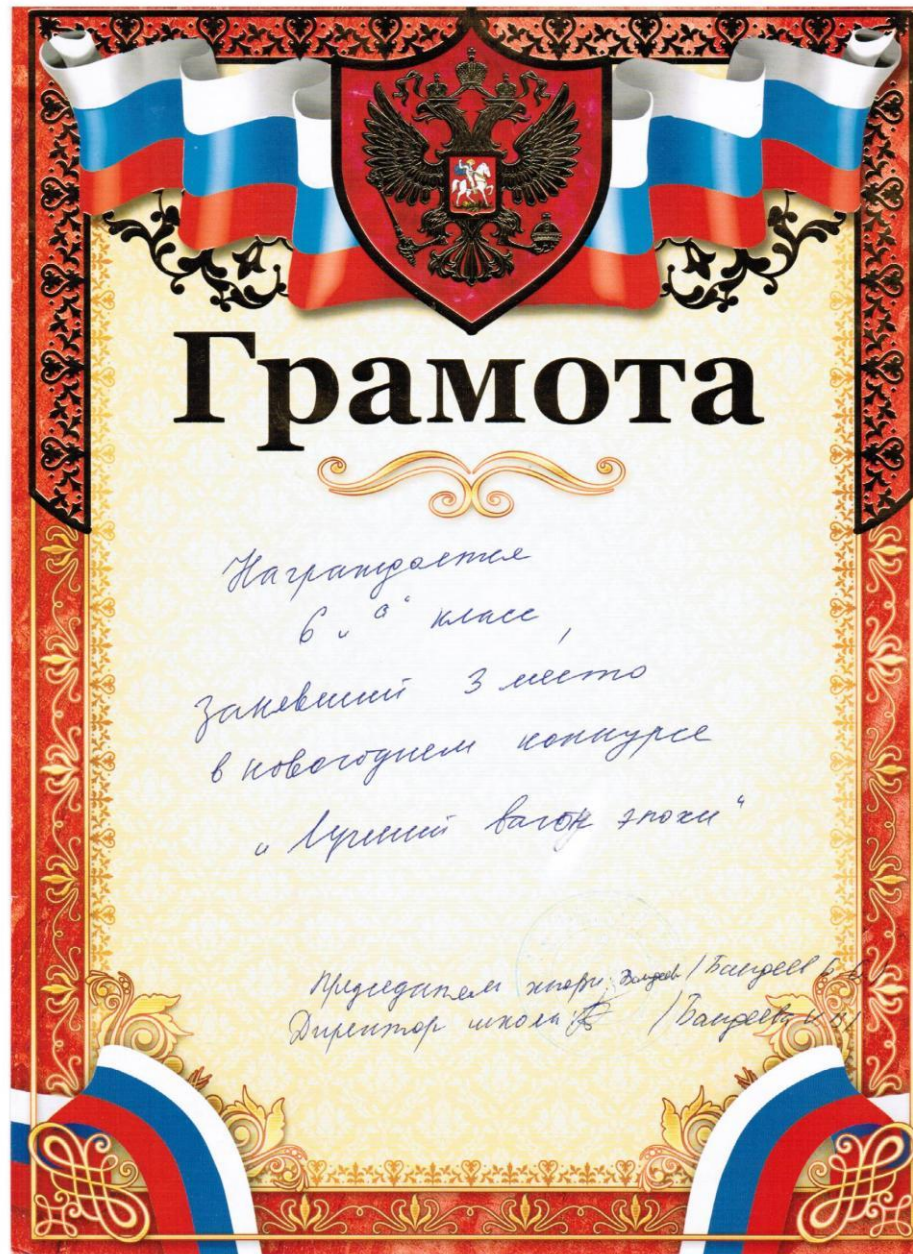 Грамота
Награждается
6 „а“ класс,
занявший 3 место
в новогоднем конкурсе
„Лучший вагон эпохи“
Председатель жюри
Директор школы